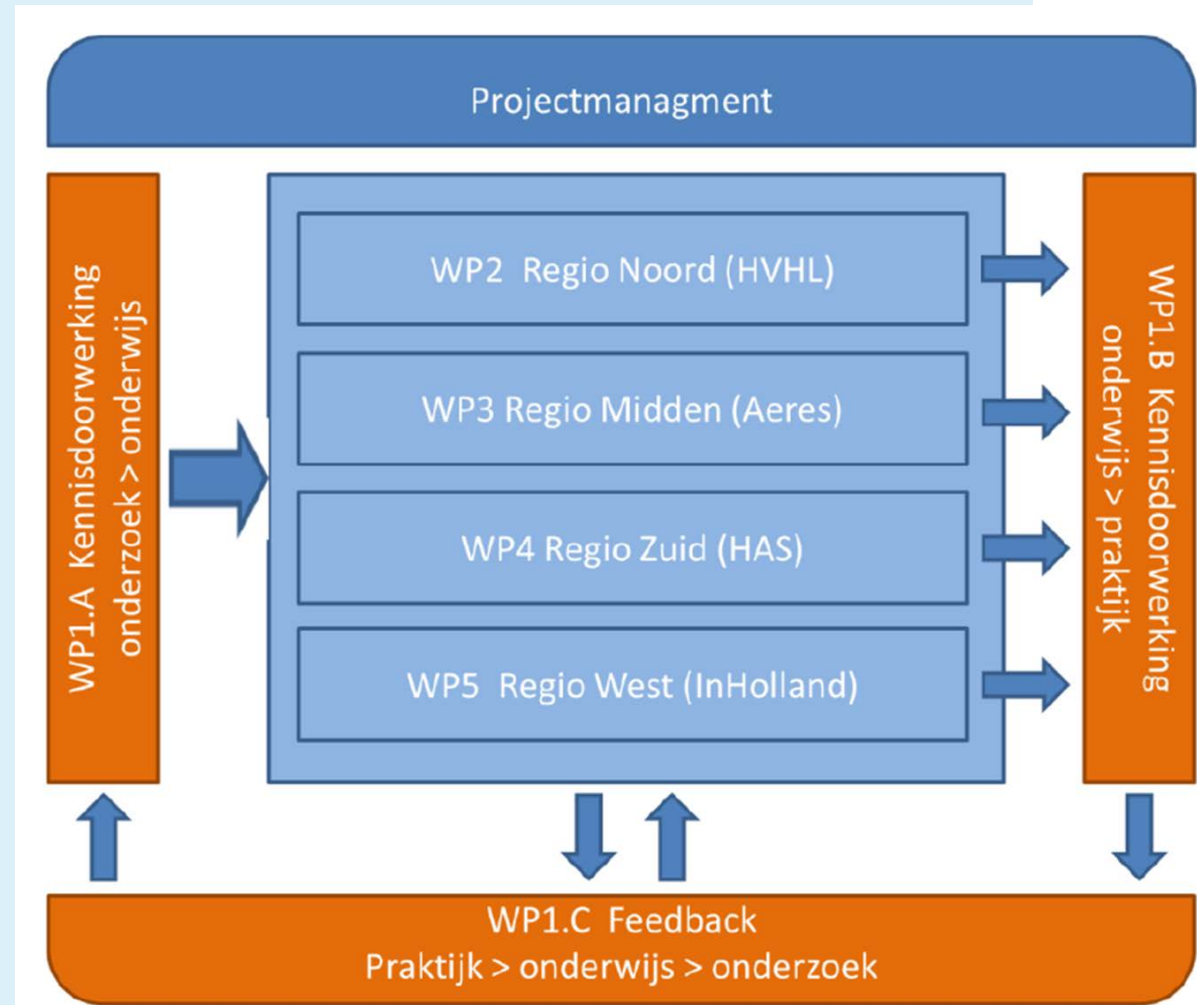 Projectmanagment
WP1.A Kennisdoorwerking
onderzoek > onderwijs
WP2 Regio Noord (HVHL)
WP3 Regio Midden (Aeres)
WP4 Regio Zuid (HAS)
WP5 Regio West (InHolland)
WP1.B Kennisdoorwerking
onderwijs > praktijk
WP1.C Feedback
Praktijk > onderwijs > onderzoek